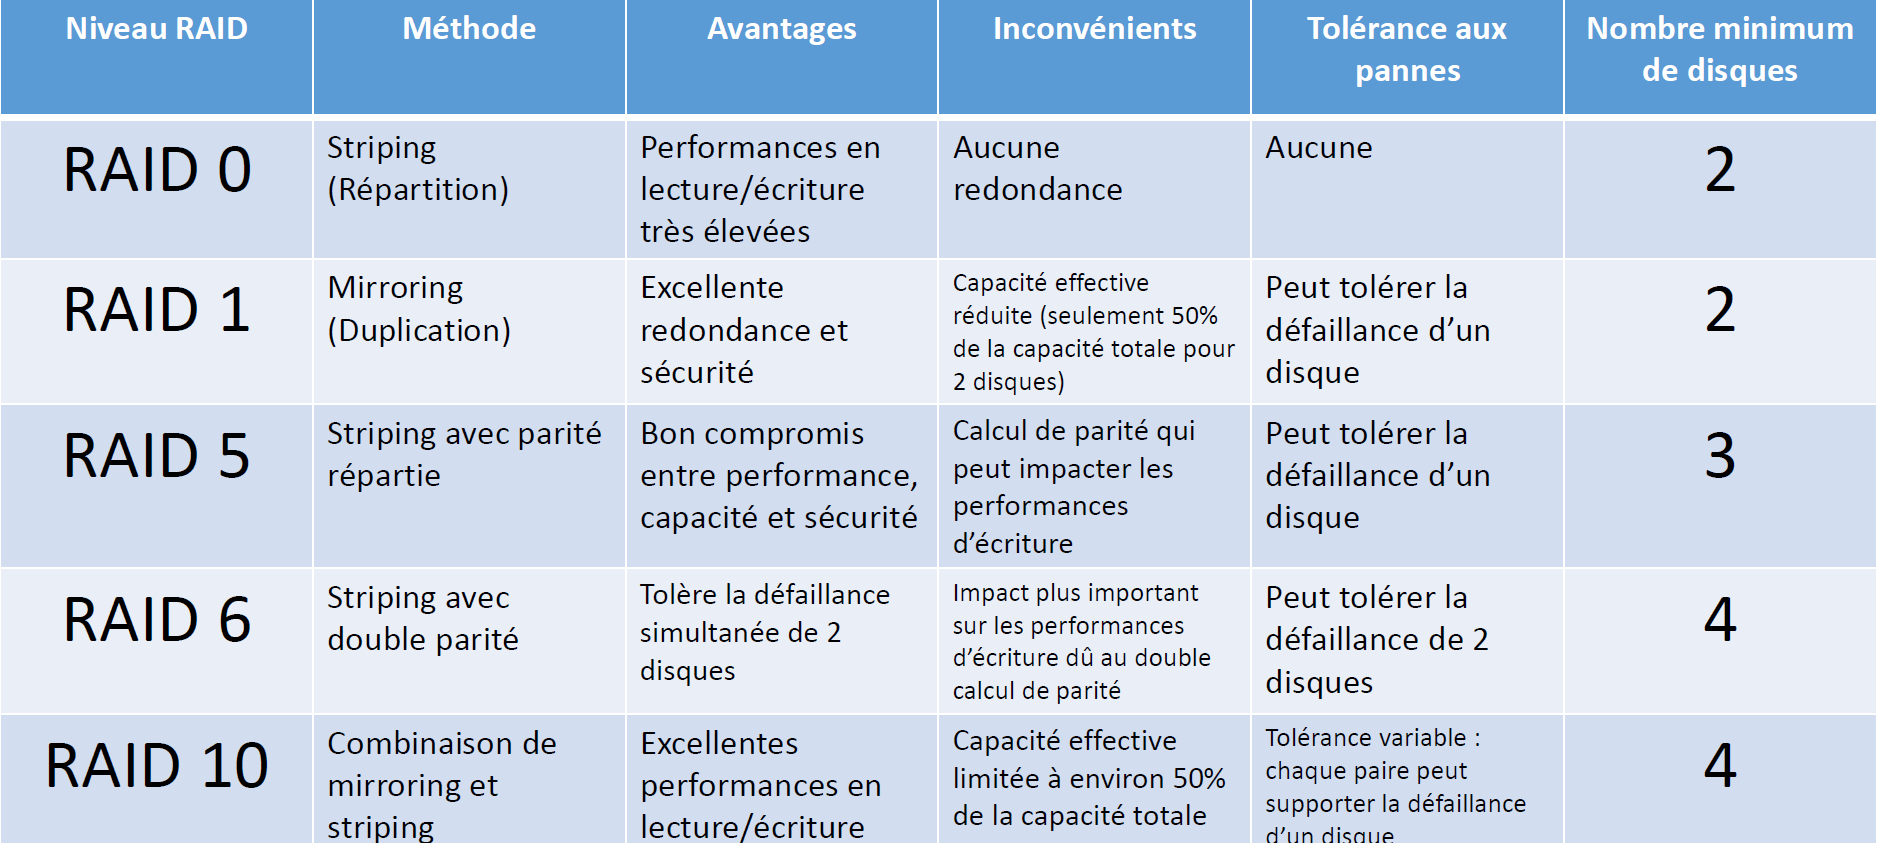 Niveau RAID
Méthode
Avantages
Inconvénients
Tolérance aux
pannes
Nombre minimum
de disques
RAID 0
Striping
(Répartition)
Performances en
lecture/écriture
très élevées
Aucune
redondance
Aucune
2
RAID 1
Mirroring
(Duplication)
Excellente
redondance et
sécurité
Capacité effective
réduite (seulement 50%
de la capacité totale pour
2 disques)
Peut tolérer la
défaillance d’un
disque
2
RAID 5
Striping avec parité
répartie
Bon compromis
entre performance,
capacité et sécurité
Calcul de parité qui
peut impacter les
performances
d’écriture
Peut tolérer la
défaillance d’un
disque
3
RAID 6
Striping avec
double parité
Tolère la défaillance
simultanée de 2
disques
Impact plus important
sur les performances
d’écriture dû au double
calcul de parité
Peut tolérer la
défaillance de 2
disques
4
RAID 10
Combinaison de
mirroring et
striping
Excellentes
performances en
lecture/écriture
Capacité effective
limitée à environ 50%
de la capacité totale
Tolérance variable :
chaque paire peut
supporter la défaillance
d’un disque
4